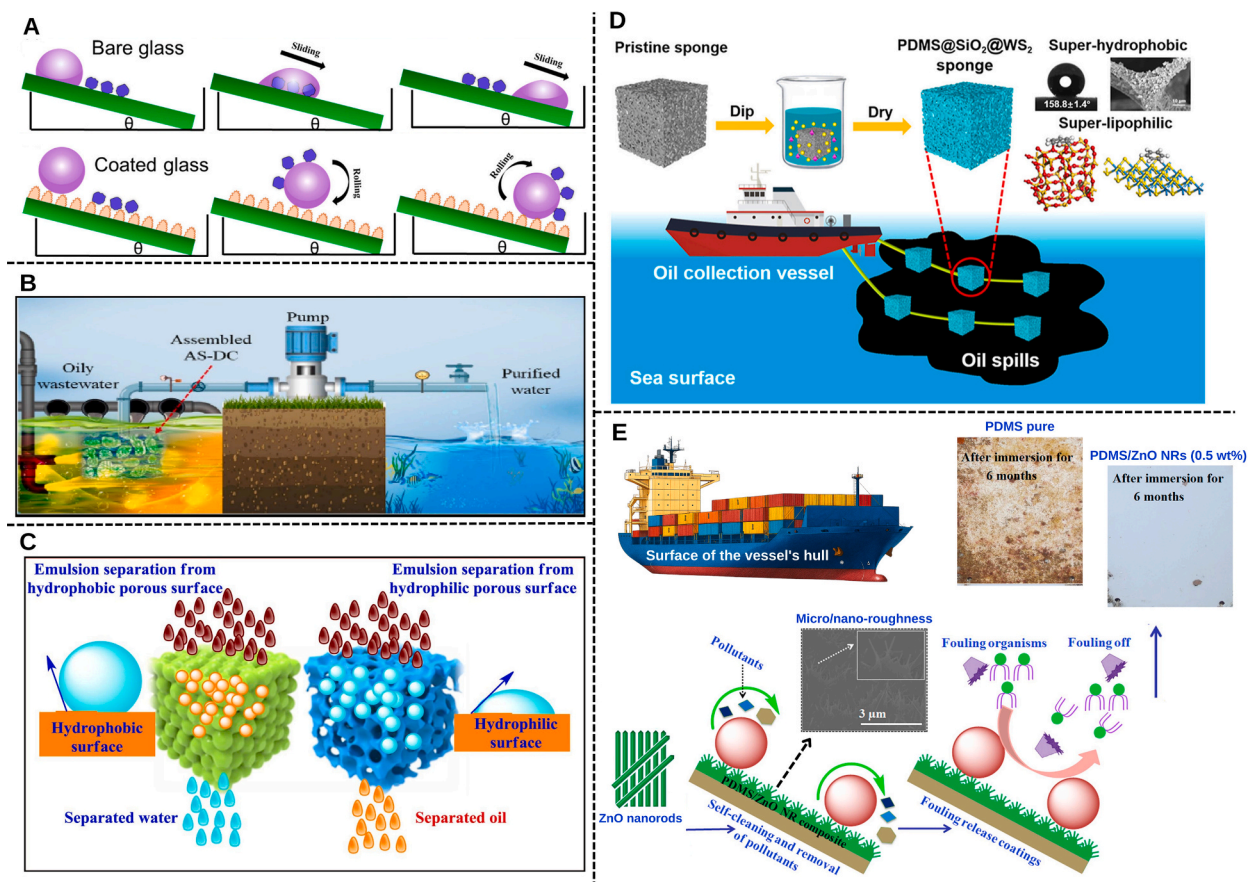 A
Bare glass
Sliding
Sliding
θ
θ
θ
Coated glass
Rolling
Rolling
θ
θ
θ
B
Pump
Assembled
AS-DC
Oily
wastewater
Purified
water
C
Emulsion separation from
hydrophobic porous surface
Emulsion separation from
hydrophilic porous surface
Hydrophobic
surface
Hydrophilic
surface
Separated water
Separated oil
D
Pristine sponge
Dip
Dry
PDMS@SiO₂@WS₂
sponge
Super-hydrophobic
158.8±1.4°
Super-lipophilic
Oil collection vessel
Oil spills
Sea surface
E
PDMS pure
After immersion for
6 months
PDMS/ZnO NRs (0.5 wt%)
After immersion for
6 months
Surface of the vessel's hull
Micro/nano-roughness
3 µm
Pollutants
Fouling organisms
Fouling off
ZnO nanorods
PDMS/ZnO NR composite
Self-cleaning and removal
of pollutants
Fouling release coatings